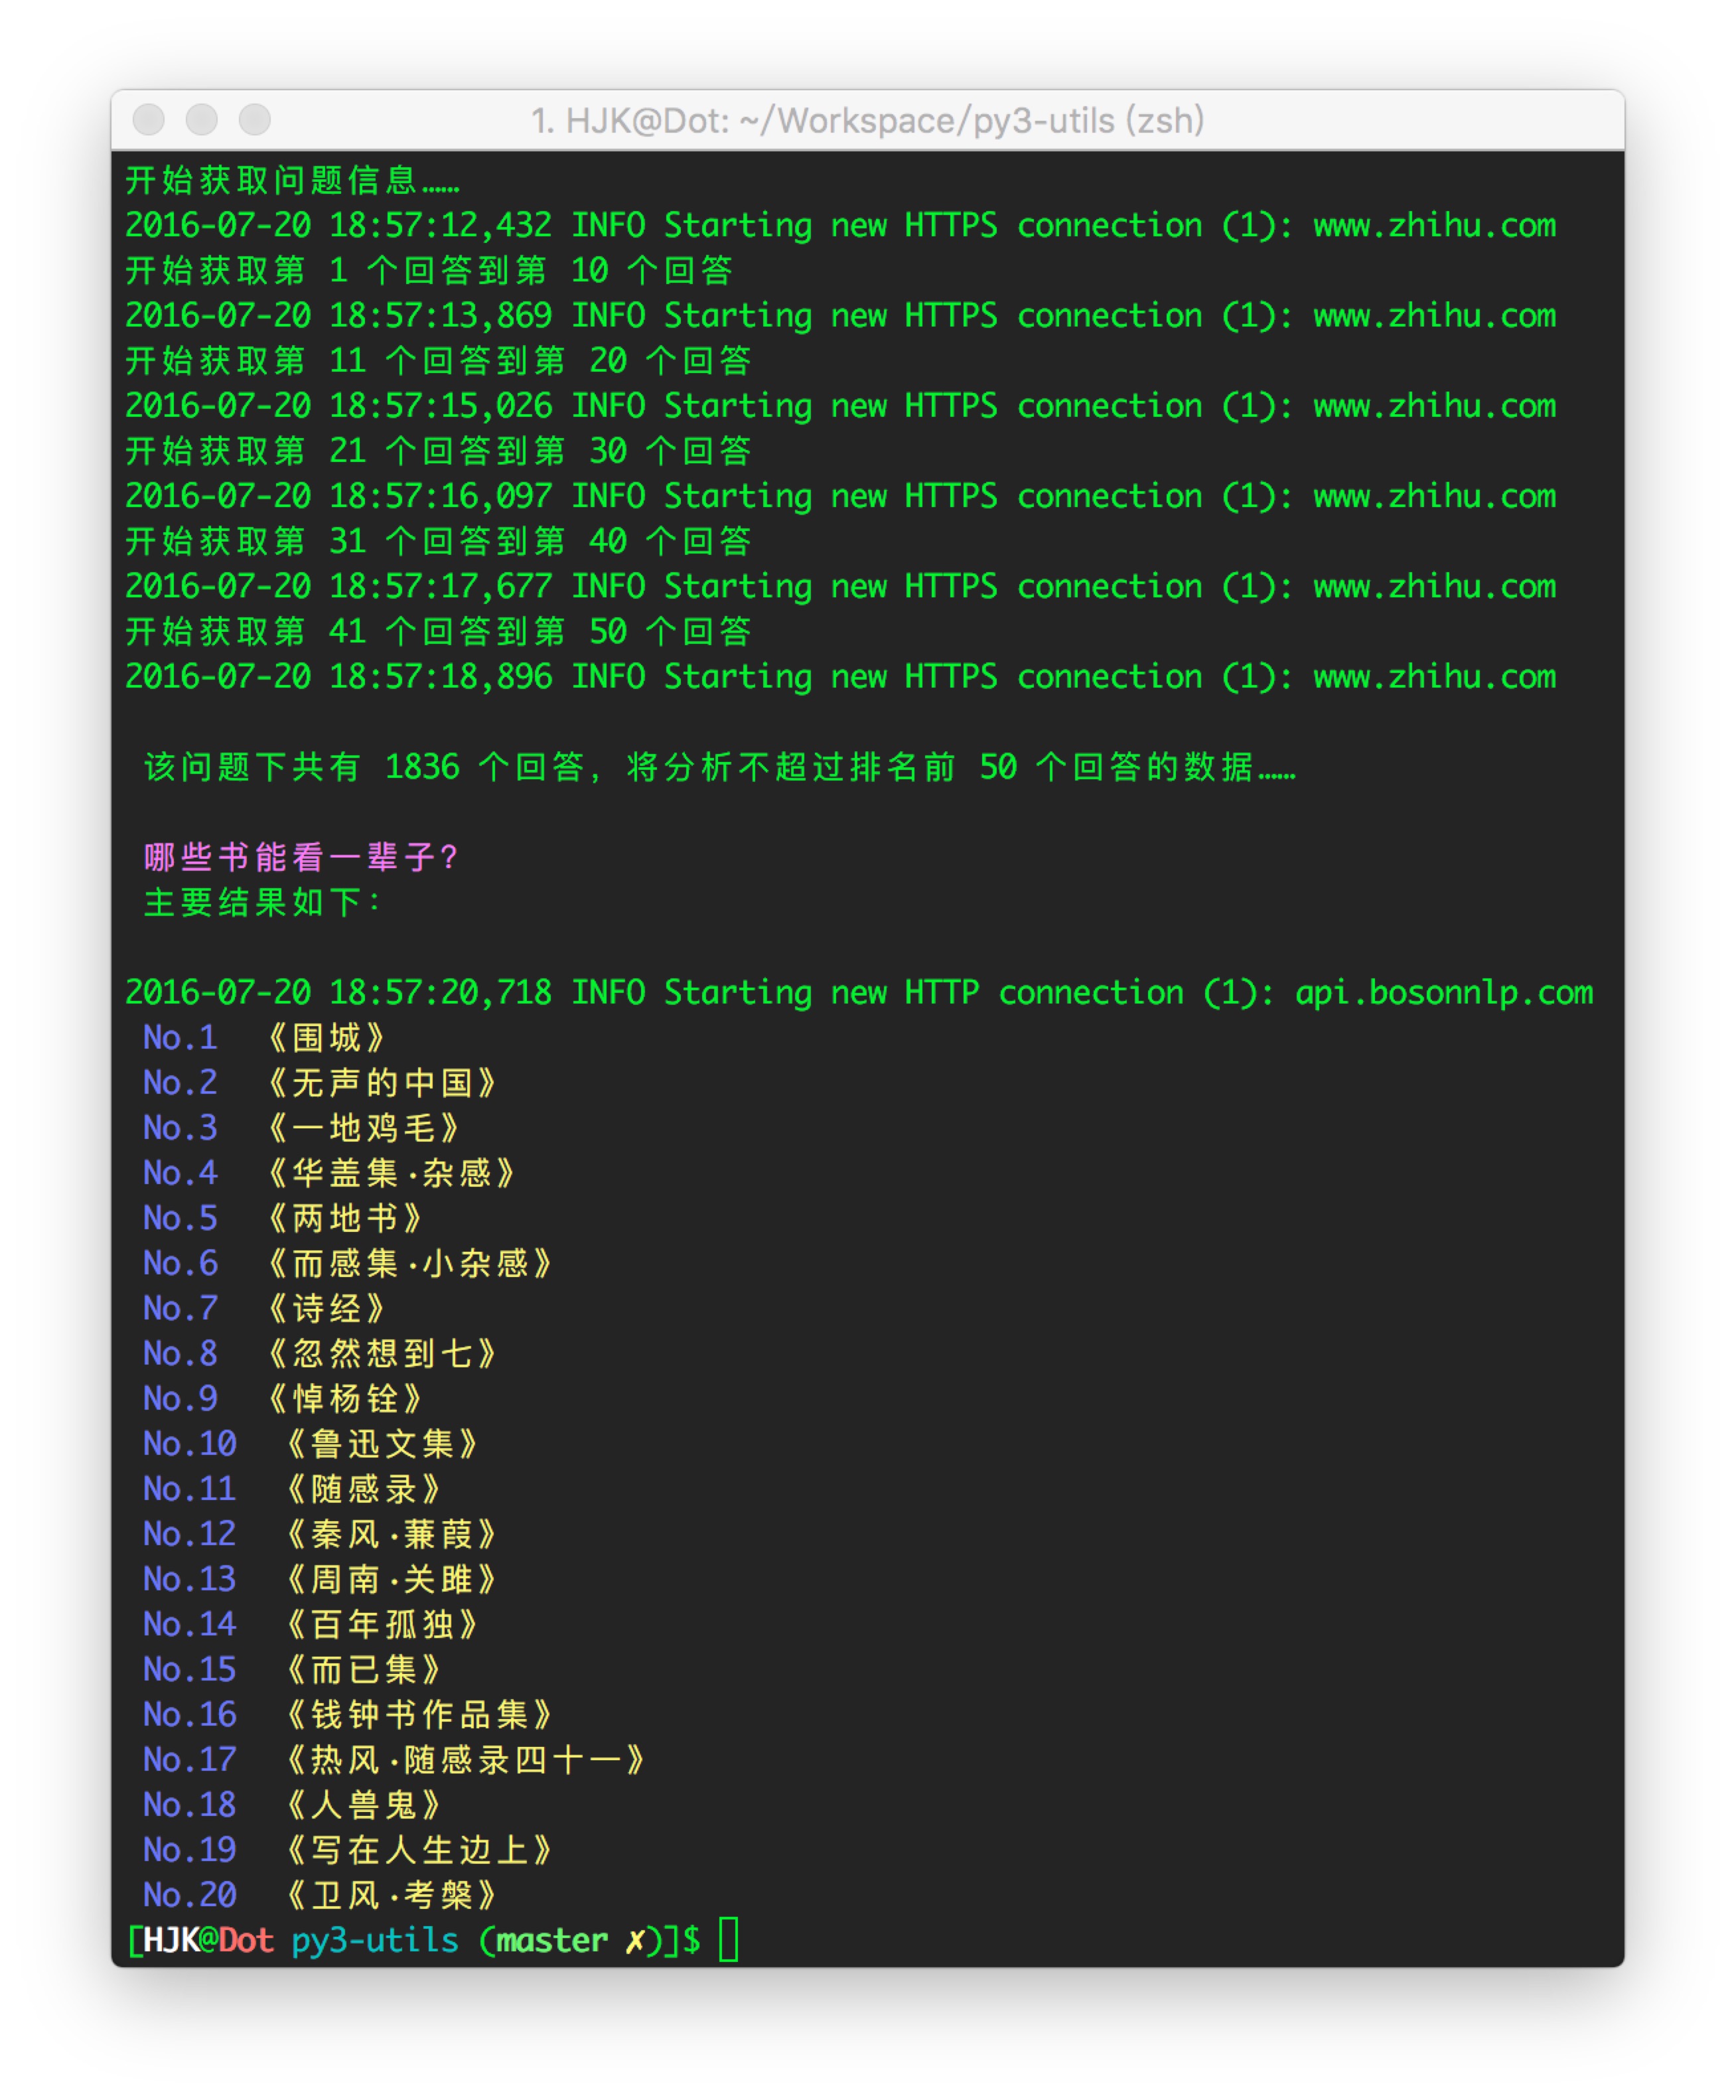 1. HJK@Dot: ~/Workspace/py3-utils (zsh)
开始获取问题信息……
2016-07-20 18:57:12,432 INFO Starting new HTTPS connection (1): www.zhihu.com
开始获取第 1 个回答到第 10 个回答
2016-07-20 18:57:13,869 INFO Starting new HTTPS connection (1): www.zhihu.com
开始获取第 11 个回答到第 20 个回答
2016-07-20 18:57:15,026 INFO Starting new HTTPS connection (1): www.zhihu.com
开始获取第 21 个回答到第 30 个回答
2016-07-20 18:57:16,097 INFO Starting new HTTPS connection (1): www.zhihu.com
开始获取第 31 个回答到第 40 个回答
2016-07-20 18:57:17,677 INFO Starting new HTTPS connection (1): www.zhihu.com
开始获取第 41 个回答到第 50 个回答
2016-07-20 18:57:18,896 INFO Starting new HTTPS connection (1): www.zhihu.com
该问题下共有 1836 个回答, 将分析不超过排名前 50 个回答的数据……
哪些书能看一辈子?
主要结果如下:
2016-07-20 18:57:20,718 INFO Starting new HTTP connection (1): api.bosonnlp.com
No.1 《围城》
No.2 《无声的中国》
No.3 《一地鸡毛》
No.4 《华盖集·杂感》
No.5 《两地书》
No.6 《而感集·小杂感》
No.7 《诗经》
No.8 《忽然想到七》
No.9 《悼杨铨》
No.10 《鲁迅文集》
No.11 《随感录》
No.12 《秦风·蒹葭》
No.13 《周南·关雎》
No.14 《百年孤独》
No.15 《而已集》
No.16 《钱钟书作品集》
No.17 《热风·随感录四十一》
No.18 《人兽鬼》
No.19 《写在人生边上》
No.20 《卫风·考槃》
[HJK@Dot py3-utils (master ✗)]$